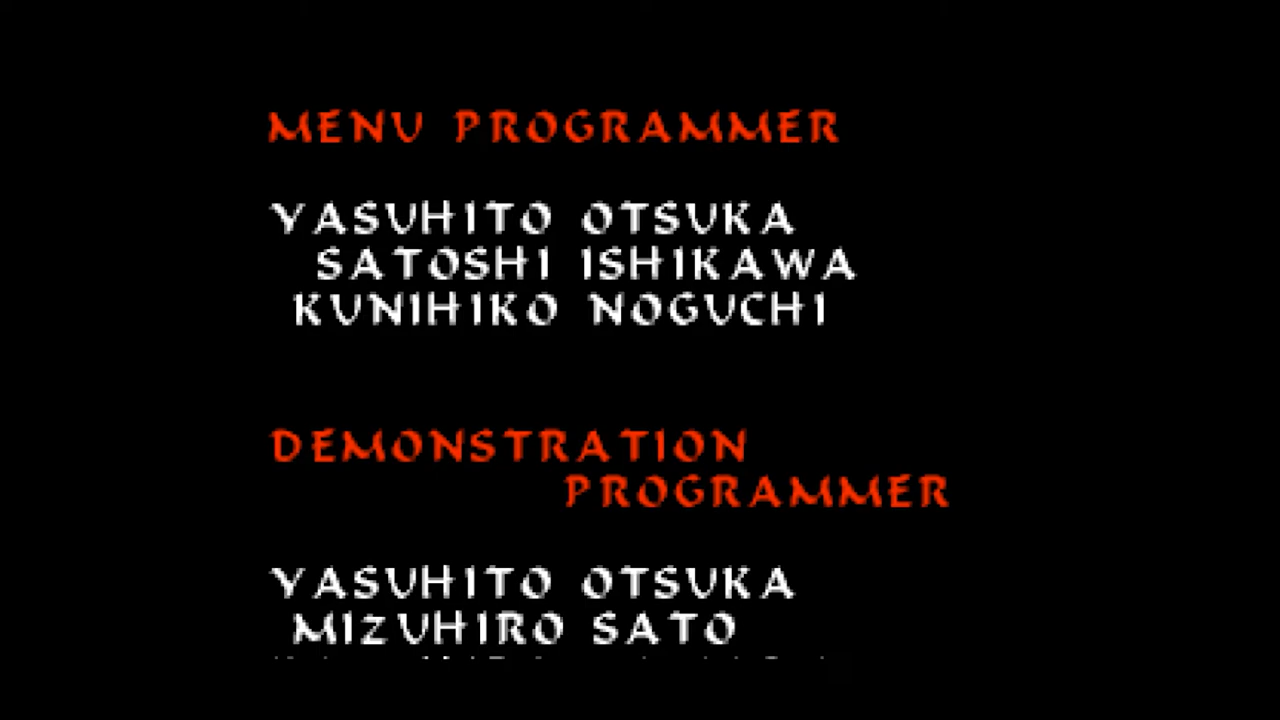 MENU PROGRAMMER
YASUHITO OTSUKA
SATOSHI ISHIKAWA
KUNIHIKO NOGUCHI
DEMONSTRATION
PROGRAMMER
YASUHITO OTSUKA
MIZUHIRO SATO